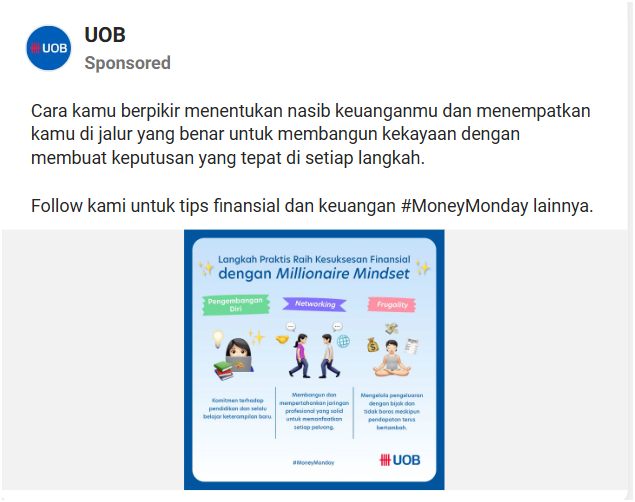 UOB
UOB
Sponsored
Cara kamu berpikir menentukan nasib keuanganmu dan menempatkan
kamu di jalur yang benar untuk membangun kekayaan dengan
membuat keputusan yang tepat di setiap langkah.
Follow kami untuk tips finansial dan keuangan #MoneyMonday lainnya.
Langkah Praktis Raih Kesuksesan Finansial
dengan Millionaire Mindset
Pengembangan
Diri
Networking
Frugality
Komitmen terhadap
pendidikan dan selalu
belajar keterampilan baru.
Membangun dan
mempertahankan jaringan
profesional yang solid
untuk memanfaatkan
setiap peluang.
Mengelola pengeluaran
dengan bijak dan
tidak boros meskipun
pendapatan terus
bertambah.
#MoneyMonday
UOB